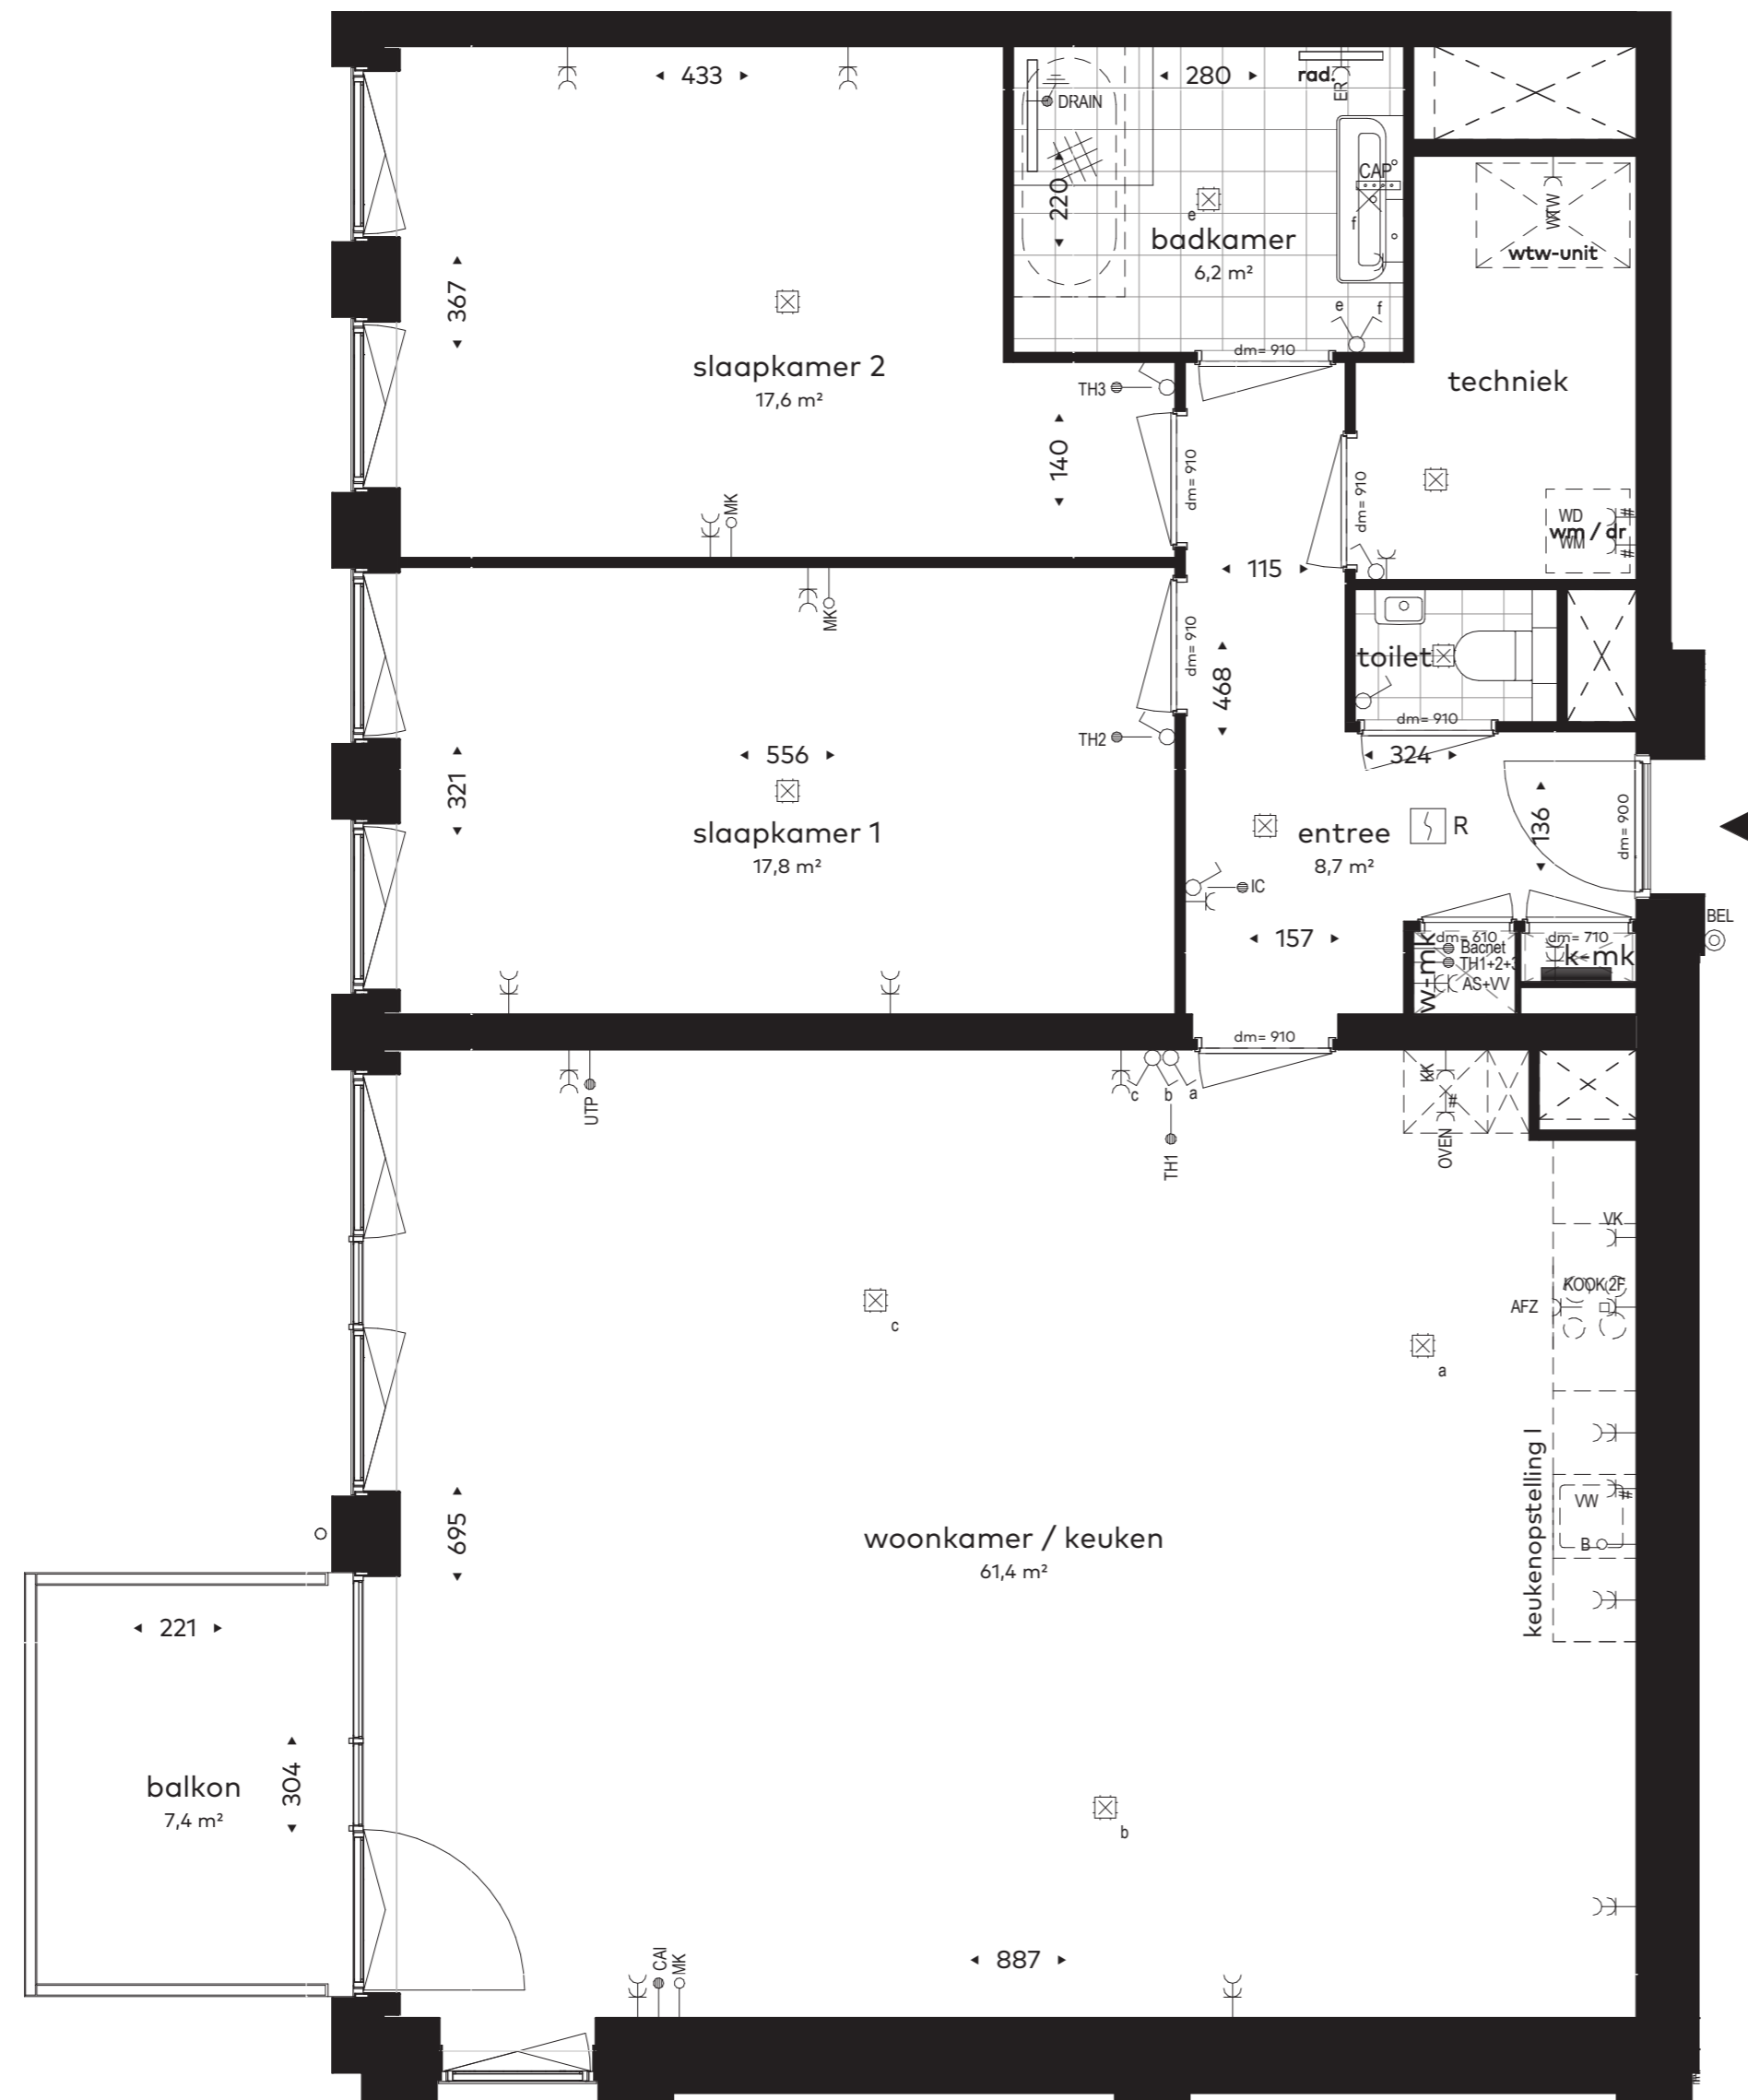 433
280
rad.
ER
DRAIN
CAP
220
e
f
badkamer
6,2 m²
WTW
wtw-unit
367
e
f
dm= 910
slaapkamer 2
17,6 m²
TH3
techniek
140
dm= 910
dm= 910
MK
WD
wm / dr
WM
#
#
115
MK
dm= 910
toilet
468
dm= 910
TH2
556
324
321
slaapkamer 1
17,8 m²
entree
8,7 m²
R
136
dm= 900
IC
157
BEL
dm= 610
dm= 710
w-mk
Bacnet
TH1+2+3
AS+VV
k-mk
dm= 910
UTP
c
b
a
TH1
KK
#
OVEN
VK
KOOK 2F
AFZ
c
a
keukenopstelling I
VW
#
B
695
woonkamer / keuken
61,4 m²
221
balkon
7,4 m²
304
b
CAI
MK
887